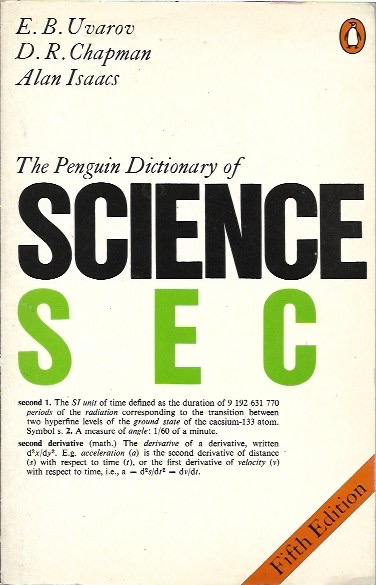 E. B. Uvarov
D. R. Chapman
Alan Isaacs
The Penguin Dictionary of
SCIENCE
SEC
second 1. The SI unit of time defined as the duration of 9 192 631 770
periods of the radiation corresponding to the transition between
two hyperfine levels of the ground state of the caesium-133 atom.
Symbol s. 2. A measure of angle: 1/60 of a minute.
second derivative (math.) The derivative of a derivative, written
d²x/dy². E.g. acceleration (a) is the second derivative of distance
(s) with respect to time (t), or the first derivative of velocity (v)
with respect to time, i.e., a = d²s/dt² = dv/dt.
Fifth Edition